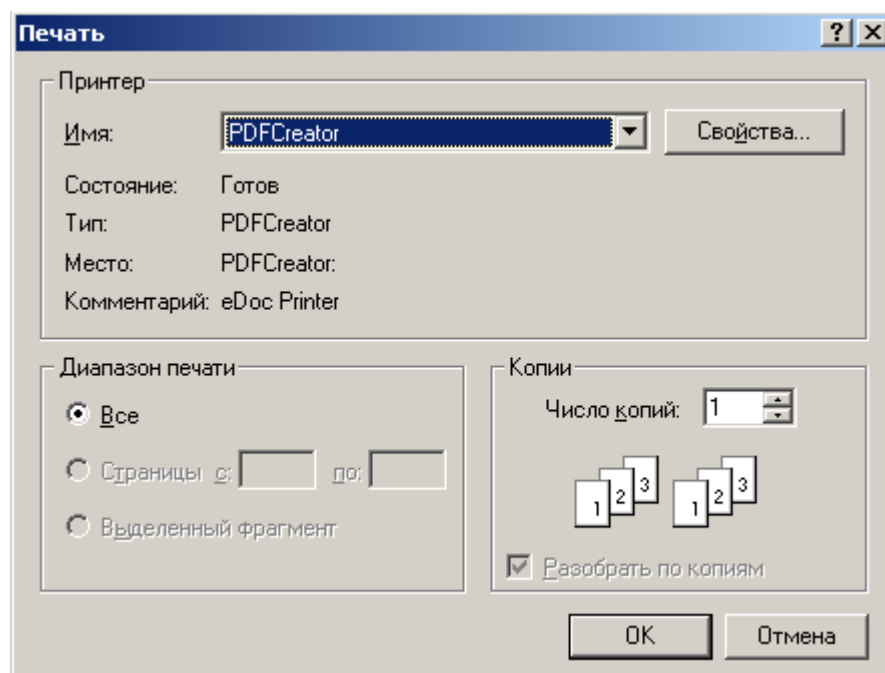 Печать
Принтер
Имя: PDFCreator Свойства...
Состояние: Готов
Тип: PDFCreator
Место: PDFCreator:
Комментарий: eDoc Printer
Диапазон печати
Все
Страницы с: по:
Выделенный фрагмент
Копии
Число копий: 1
1 2 3 1 2 3
Разобрать по копиям
OK Отмена